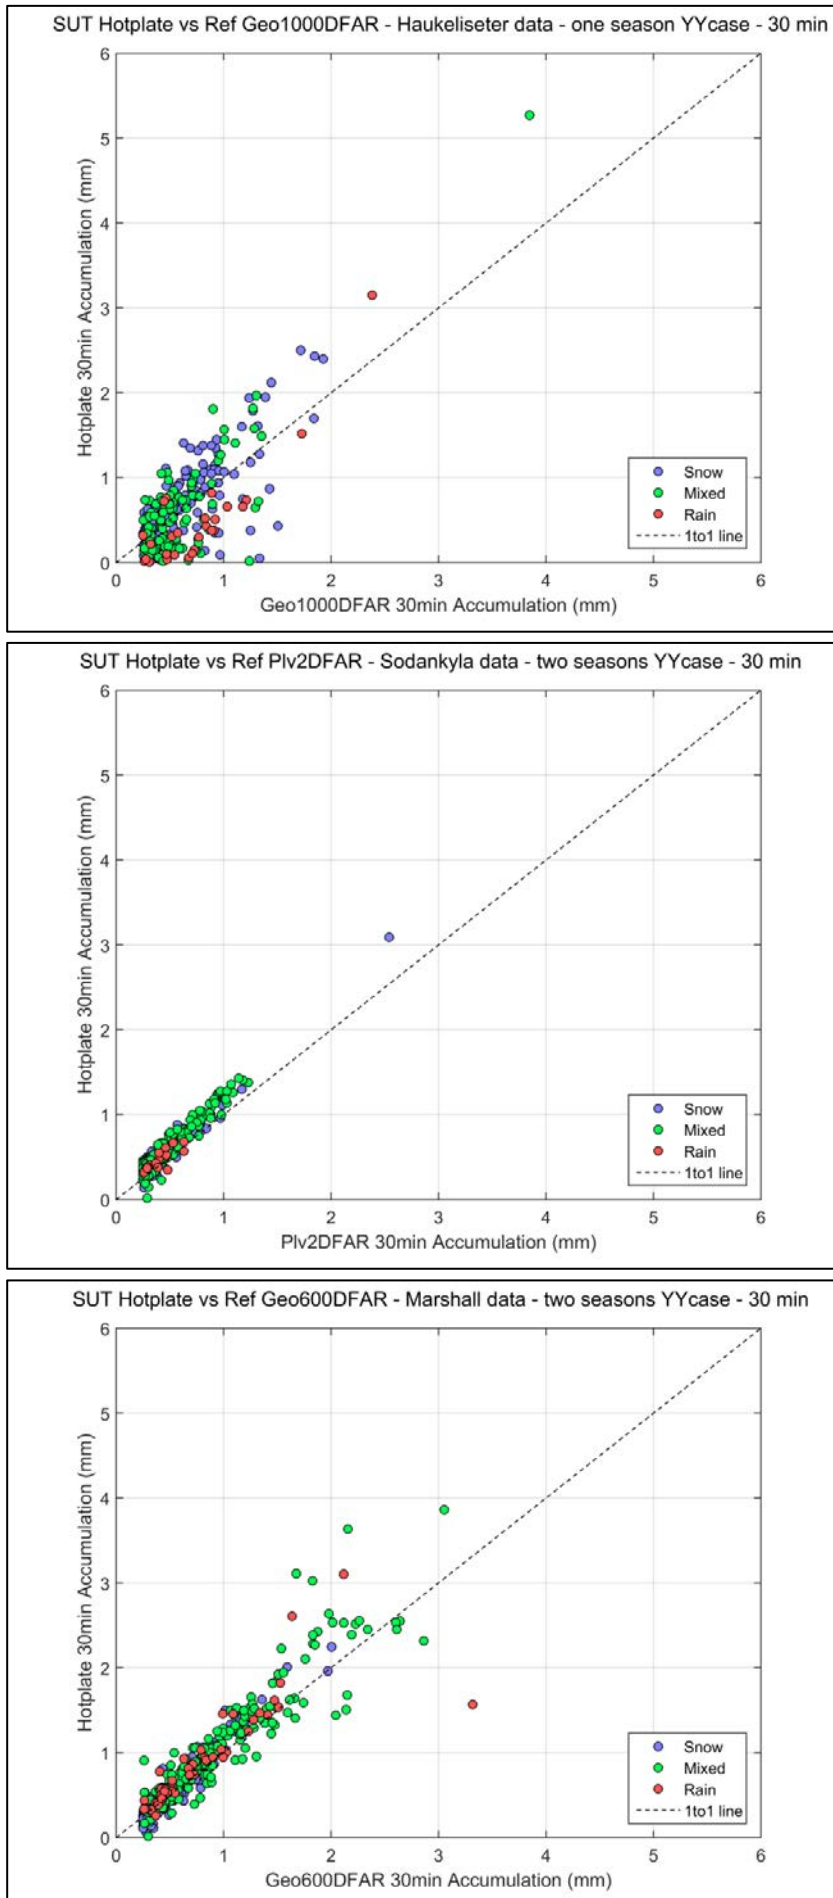 SUT Hotplate vs Ref Geo1000DFAR - Haukeliseter data - one season YYcase - 30 min
6
5
4
3
2
1
0
Hotplate 30min Accumulation (mm)
Snow
Mixed
Rain
1to1 line
0 1 2 3 4 5 6
Geo1000DFAR 30min Accumulation (mm)
SUT Hotplate vs Ref Plv2DFAR - Sodankyla data - two seasons YYcase - 30 min
6
5
4
3
2
1
0
Hotplate 30min Accumulation (mm)
Snow
Mixed
Rain
1to1 line
0 1 2 3 4 5 6
Plv2DFAR 30min Accumulation (mm)
SUT Hotplate vs Ref Geo600DFAR - Marshall data - two seasons YYcase - 30 min
6
5
4
3
2
1
0
Hotplate 30min Accumulation (mm)
Snow
Mixed
Rain
1to1 line
0 1 2 3 4 5 6
Geo600DFAR 30min Accumulation (mm)